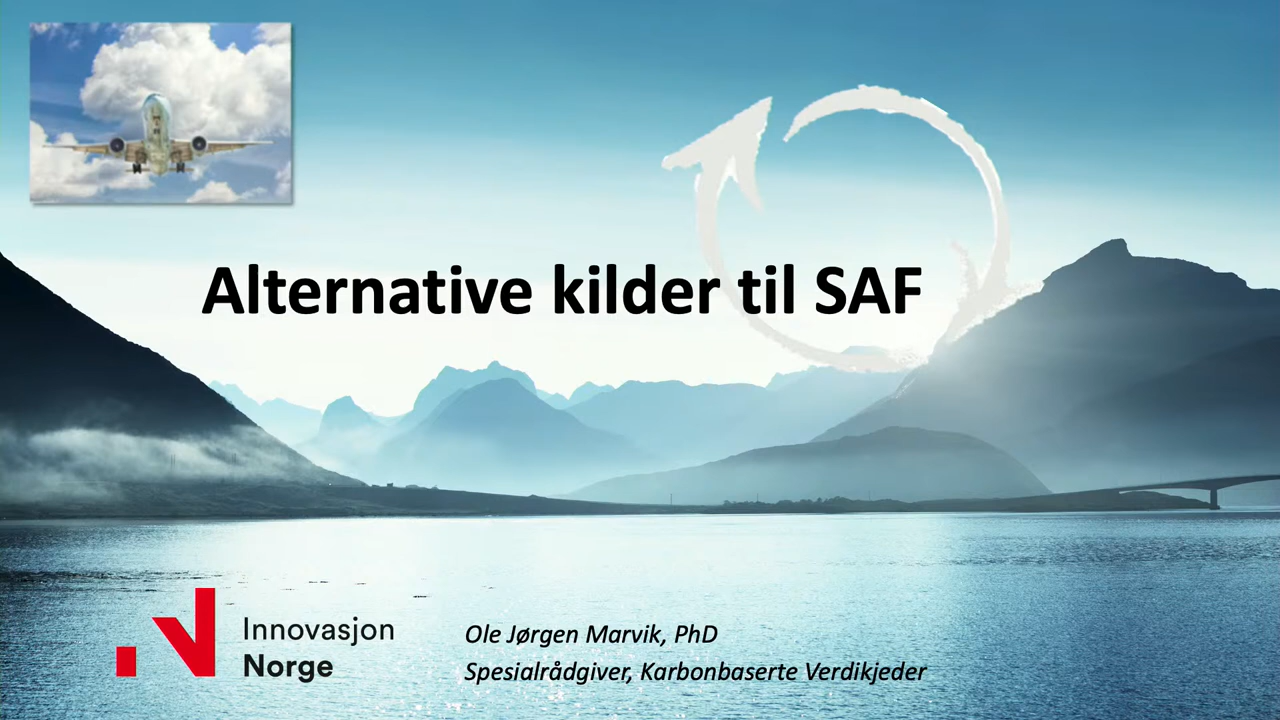 Alternative kilder til SAF
Innovasjon
Norge
Ole Jørgen Marvik, PhD
Spesialrådgiver, Karbonbaserte Verdikjeder